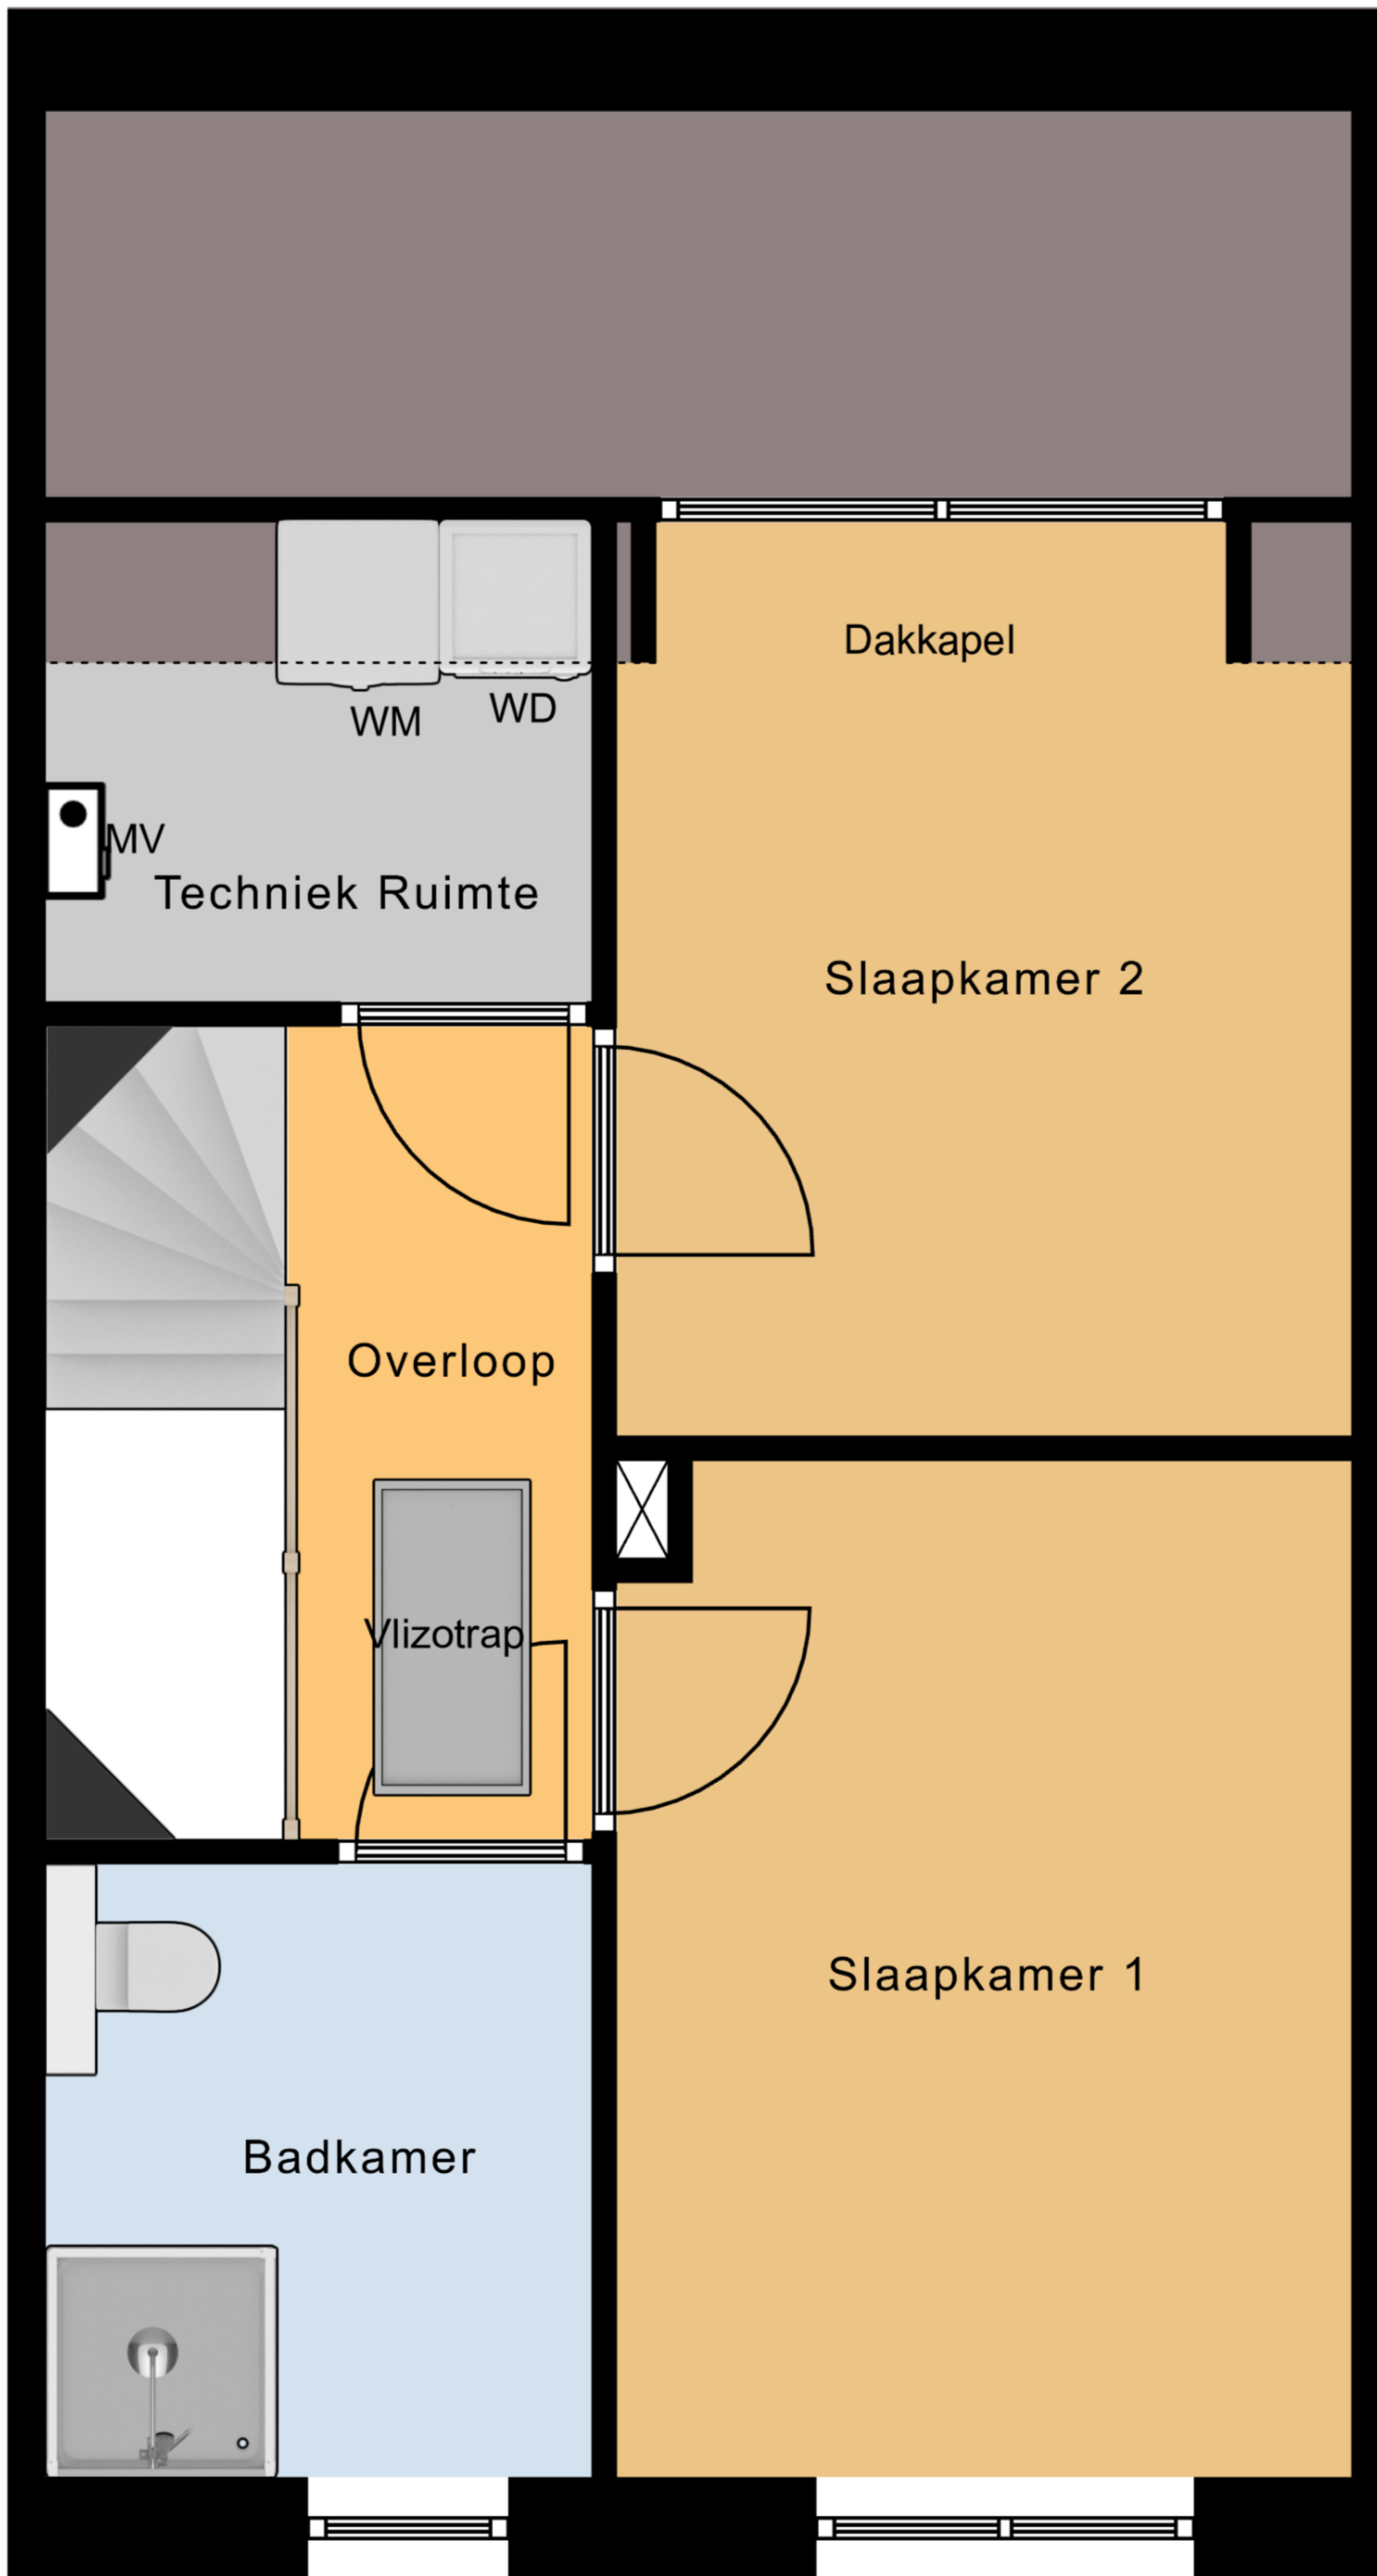 Dakkapel
WM
WD
MV
Techniek Ruimte
Slaapkamer 2
Overloop
Vlizotrap
Slaapkamer 1
Badkamer